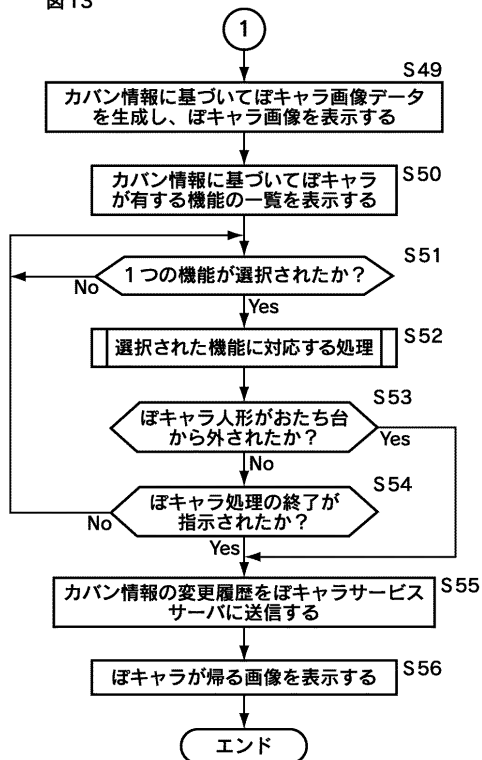 図13
1
S49
カバン情報に基づいてぽキャラ画像データ
を生成し、ぽキャラ画像を表示する
S50
カバン情報に基づいてぽキャラ
が有する機能の一覧を表示する
S51
1つの機能が選択されたか？
No
Yes
S52
選択された機能に対応する処理
S53
ぽキャラ人形がおたち台
から外されたか？
Yes
No
S54
ぽキャラ処理の終了が
指示されたか？
No
Yes
S55
カバン情報の変更履歴をぽキャラサービス
サーバに送信する
S56
ぽキャラが帰る画像を表示する
エンド